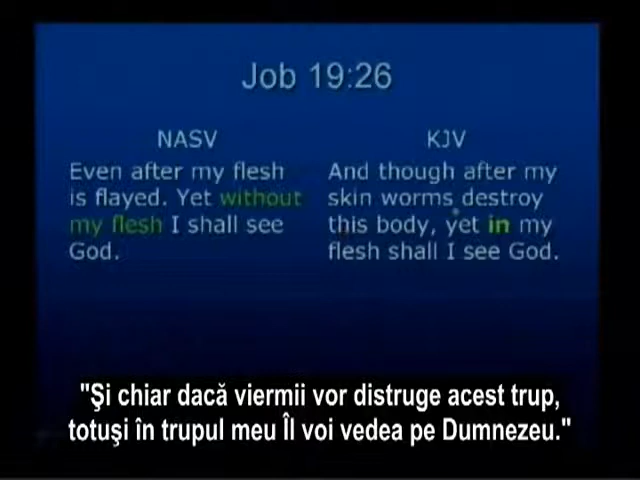 Job 19:26
NASV
Even after my flesh
is flayed. Yet without
my flesh I shall see
God.
KJV
And though after my
skin worms destroy
this body, yet in my
flesh shall I see God.
"Şi chiar dacă viermii vor distruge acest trup,
totuşi în trupul meu Îl voi vedea pe Dumnezeu."